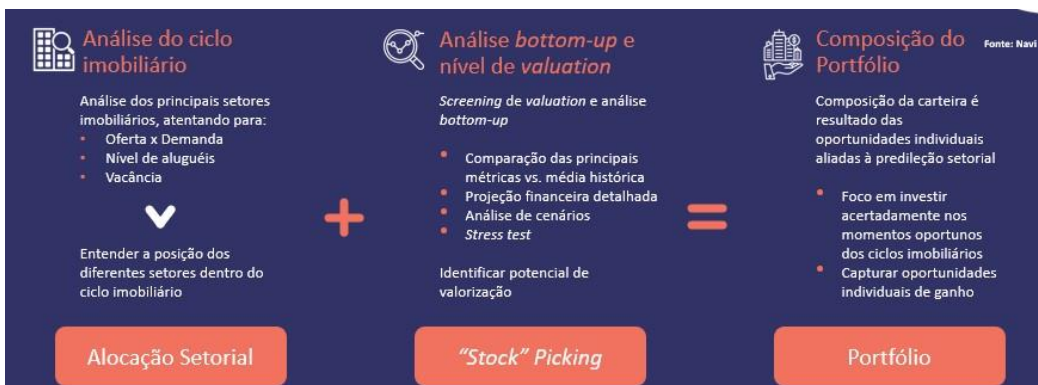 Análise do ciclo
imobiliário
Análise dos principais setores
imobiliários, atentando para:
• Oferta x Demanda
• Nível de aluguéis
• Vacância
Entender a posição dos
diferentes setores dentro do
ciclo imobiliário
Alocação Setorial
+
Análise bottom-up e
nível de valuation
Screening de valuation e análise
bottom-up
• Comparação das principais
métricas vs. média histórica
• Projeção financeira detalhada
• Análise de cenários
• Stress test
Identificar potencial de
valorização
“Stock” Picking
=
Composição do
Portfólio
Fonte: Navi
Composição da carteira é
resultado das
oportunidades individuais
aliadas à predileção setorial
• Foco em investir
acertadamente nos
momentos oportunos
dos ciclos imobiliários
• Capturar oportunidades
individuais de ganho
Portfólio